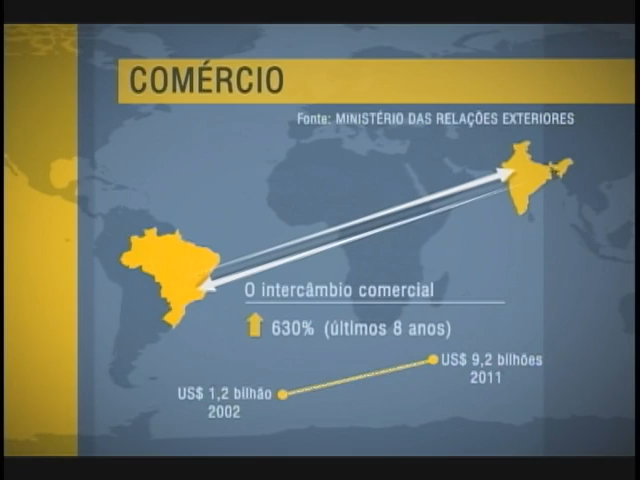 COMÉRCIO
Fonte: MINISTÉRIO DAS RELAÇÕES EXTERIORES
O intercâmbio comercial
630% (últimos 8 anos)
US$ 9,2 bilhões
2011
US$ 1,2 bilhão
2002